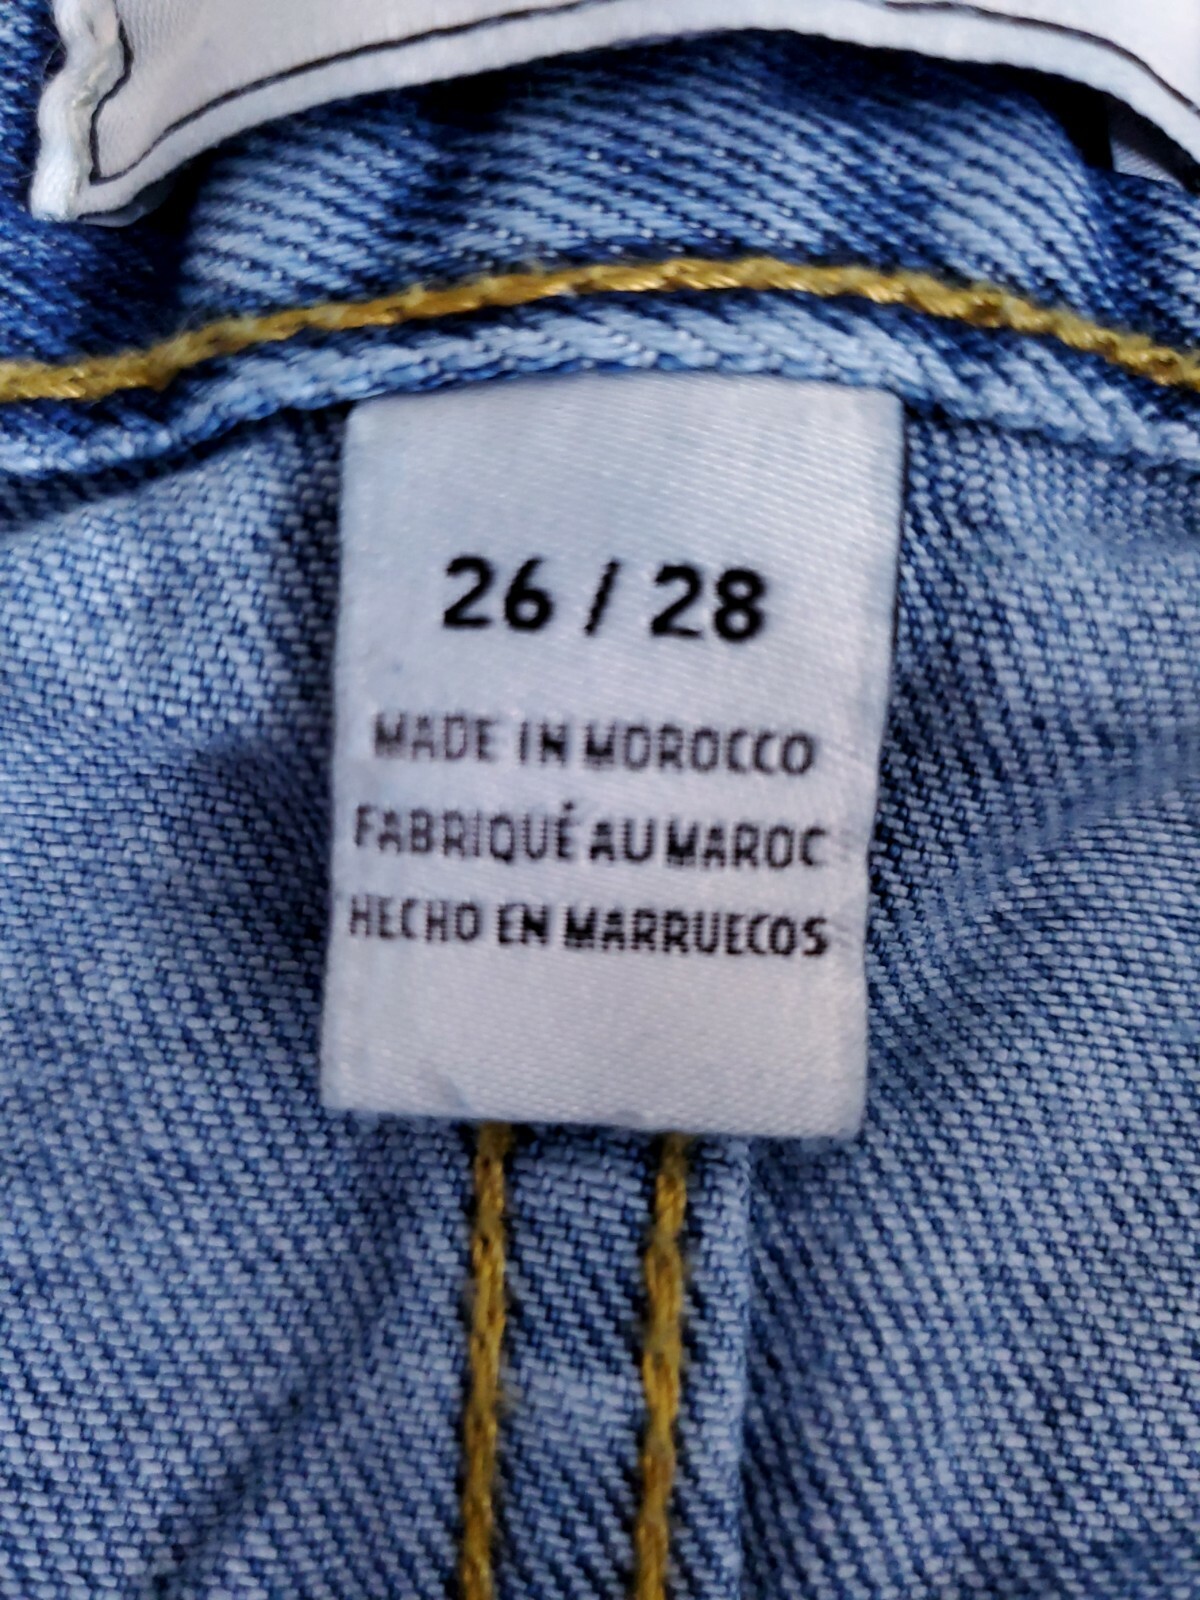 26 / 28
MADE IN MOROCCO
FABRIQUÉ AU MAROC
HECHO EN MARRUECOS